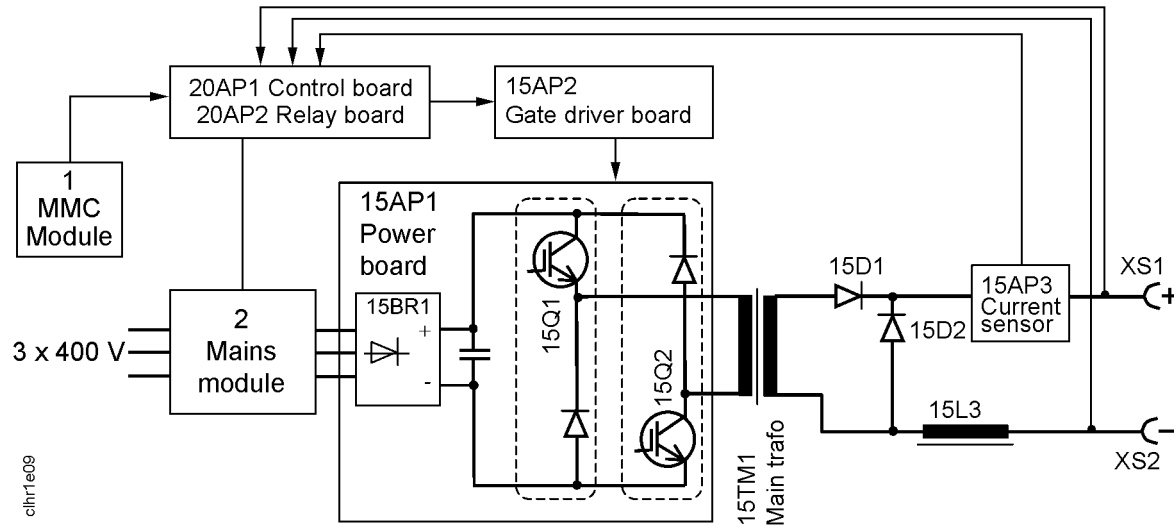 20AP1 Control board
20AP2 Relay board
15AP2
Gate driver board
1
MMC
Module
15AP1
Power
board
15BR1
+
-
15Q1
15Q2
2
Mains
module
3 x 400 V
15TM1
Main trafo
15D1
15D2
15AP3
Current
sensor
15L3
XS1
+
XS2
−
clhr1e09